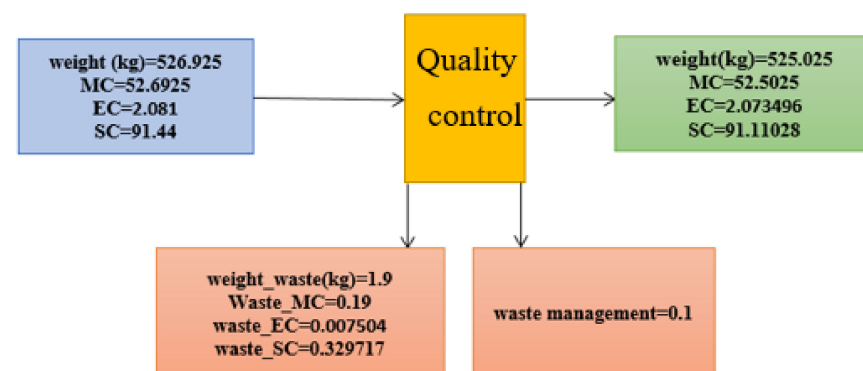 weight (kg)=526.925
MC=52.6925
EC=2.081
SC=91.44
Quality
control
weight(kg)=525.025
MC=52.5025
EC=2.073496
SC=91.11028
weight_waste(kg)=1.9
Waste_MC=0.19
waste_EC=0.007504
waste_SC=0.329717
waste management=0.1